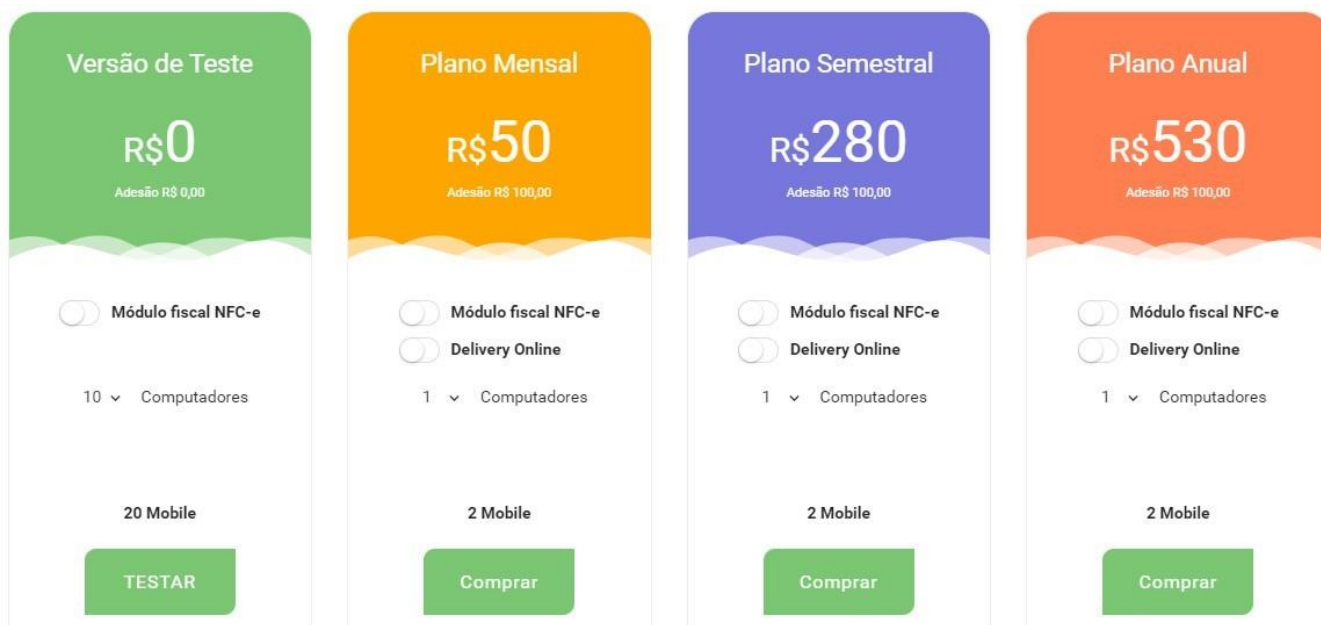 Versão de Teste
R$0
Adesão R$ 0,00
Módulo fiscal NFC-e
10 Computadores
20 Mobile
TESTAR
Plano Mensal
R$50
Adesão R$ 100,00
Módulo fiscal NFC-e
Delivery Online
1 Computadores
2 Mobile
Comprar
Plano Semestral
R$280
Adesão R$ 100,00
Módulo fiscal NFC-e
Delivery Online
1 Computadores
2 Mobile
Comprar
Plano Anual
R$530
Adesão R$ 100,00
Módulo fiscal NFC-e
Delivery Online
1 Computadores
2 Mobile
Comprar